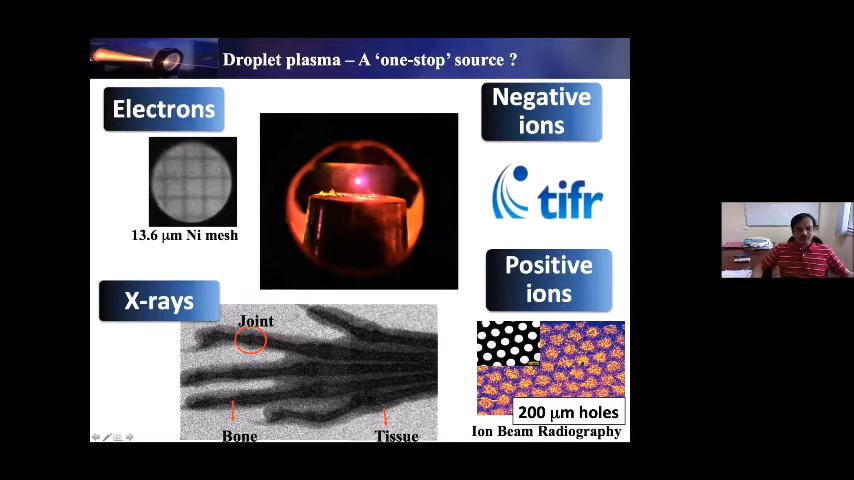 Droplet plasma – A ‘one-stop’ source ?
Electrons
13.6 μm Ni mesh
Negative
ions
tifr
X-rays
Joint
Bone
Tissue
Positive
ions
200 μm holes
Ion Beam Radiography